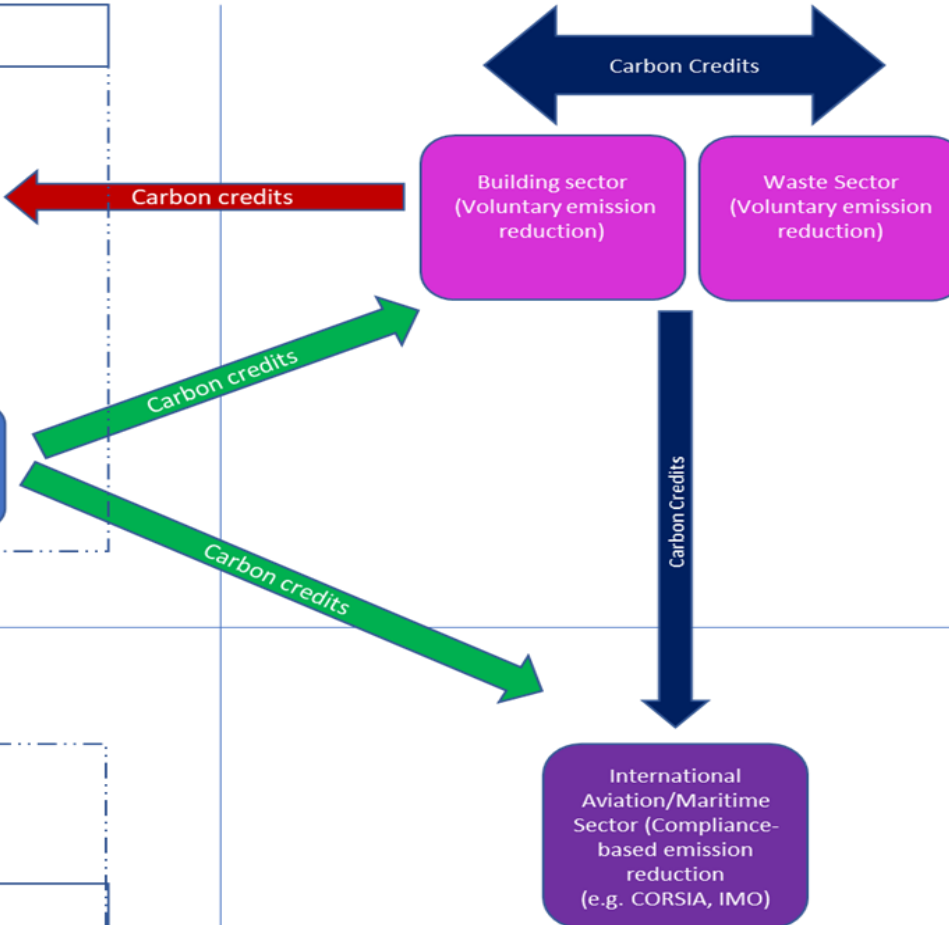 Carbon Credits
Building sector
(Voluntary emission
reduction)
Waste Sector
(Voluntary emission
reduction)
Carbon credits
Carbon credits
Carbon credits
Carbon Credits
International
Aviation/Maritime
Sector (Compliance-
based emission
reduction
(e.g. CORSIA, IMO)